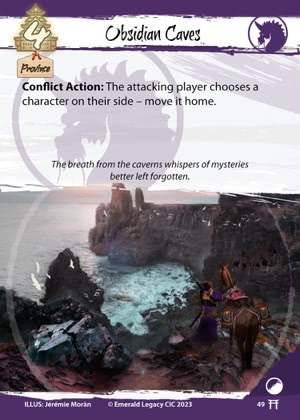 Obsidian Caves
4
Province
Conflict Action: The attacking player chooses a
character on their side – move it home.
The breath from the caverns whispers of mysteries
better left forgotten.
ILLUS: Jérémie Moràn © Emerald Legacy CIC 2023 49